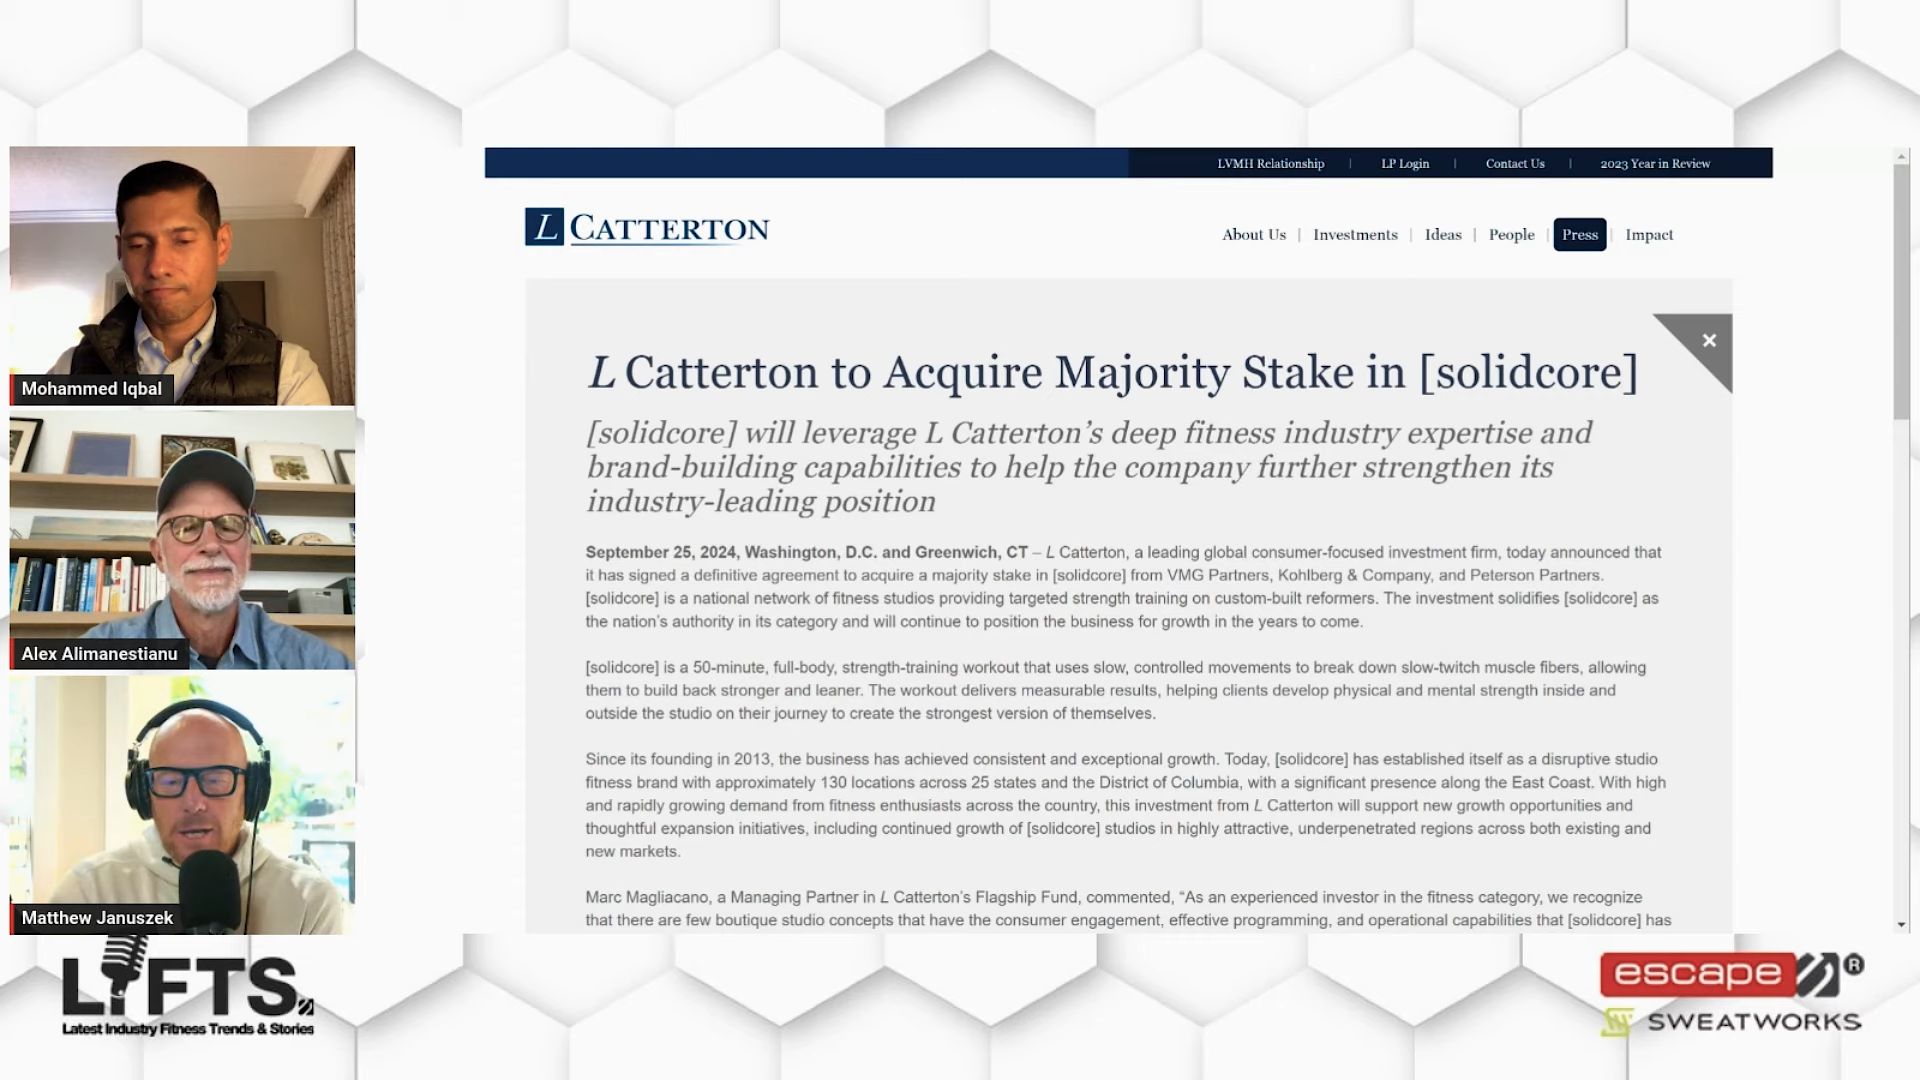 LVMH Relationship | LP Login | Contact Us | 2023 Year in Review
L CATTERTON
About Us | Investments | Ideas | People | Press | Impact
×
L Catterton to Acquire Majority Stake in [solidcore]
[solidcore] will leverage L Catterton’s deep fitness industry expertise and
brand-building capabilities to help the company further strengthen its
industry-leading position
September 25, 2024, Washington, D.C. and Greenwich, CT – L Catterton, a leading global consumer-focused investment firm, today announced that
it has signed a definitive agreement to acquire a majority stake in [solidcore] from VMG Partners, Kohlberg & Company, and Peterson Partners.
[solidcore] is a national network of fitness studios providing targeted strength training on custom-built reformers. The investment solidifies [solidcore] as
the nation’s authority in its category and will continue to position the business for growth in the years to come.
[solidcore] is a 50-minute, full-body, strength-training workout that uses slow, controlled movements to break down slow-twitch muscle fibers, allowing
them to build back stronger and leaner. The workout delivers measurable results, helping clients develop physical and mental strength inside and
outside the studio on their journey to create the strongest version of themselves.
Since its founding in 2013, the business has achieved consistent and exceptional growth. Today, [solidcore] has established itself as a disruptive studio
fitness brand with approximately 130 locations across 25 states and the District of Columbia, with a significant presence along the East Coast. With high
and rapidly growing demand from fitness enthusiasts across the country, this investment from L Catterton will support new growth opportunities and
thoughtful expansion initiatives, including continued growth of [solidcore] studios in highly attractive, underpenetrated regions across both existing and
new markets.
Marc Magliacano, a Managing Partner in L Catterton’s Flagship Fund, commented, “As an experienced investor in the fitness category, we recognize
that there are few boutique studio concepts that have the consumer engagement, effective programming, and operational capabilities that [solidcore] has
Mohammed Iqbal
Alex Alimanestianu
Matthew Januszek
LIFTS
Latest Industry Fitness Trends & Stories
escape ®
SWEATWORKS